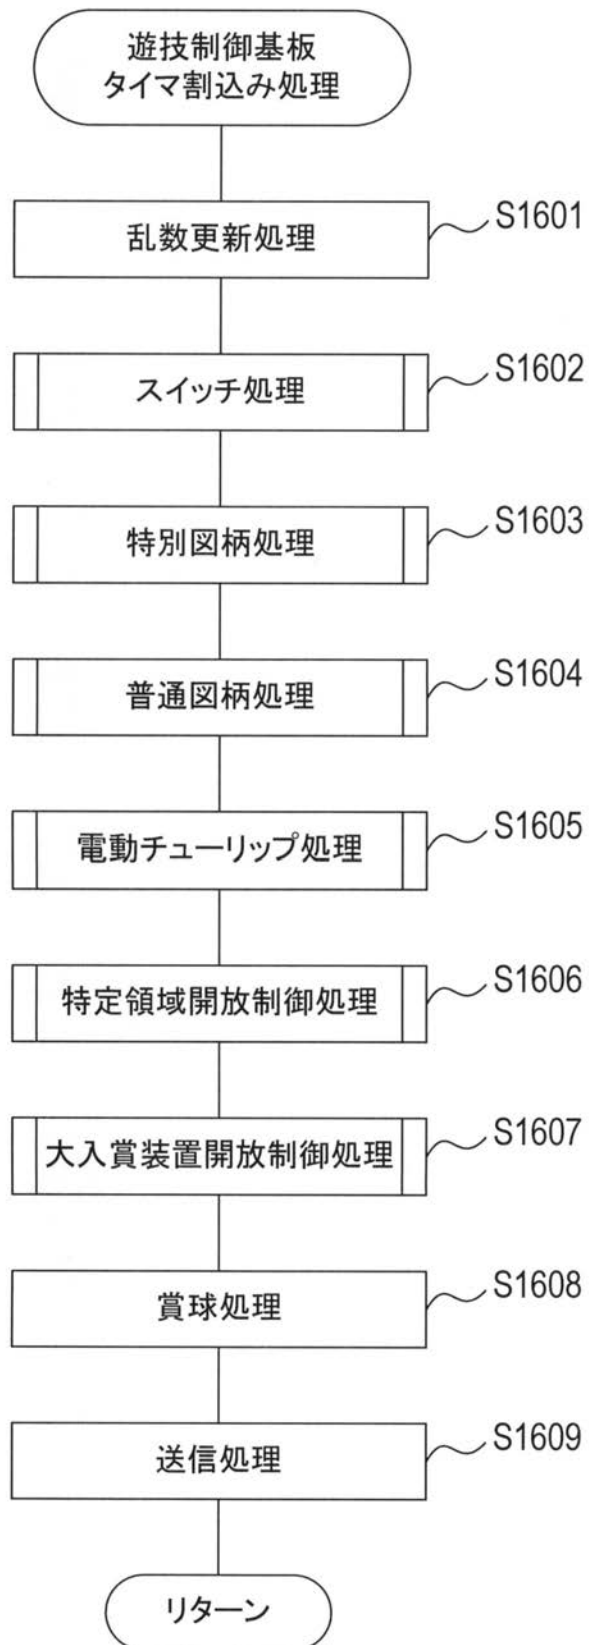 遊技制御基板
タイマ割込み処理
乱数更新処理
S1601
スイッチ処理
S1602
特別図柄処理
S1603
普通図柄処理
S1604
電動チューリップ処理
S1605
特定領域開放制御処理
S1606
大入賞装置開放制御処理
S1607
賞球処理
S1608
送信処理
S1609
リターン